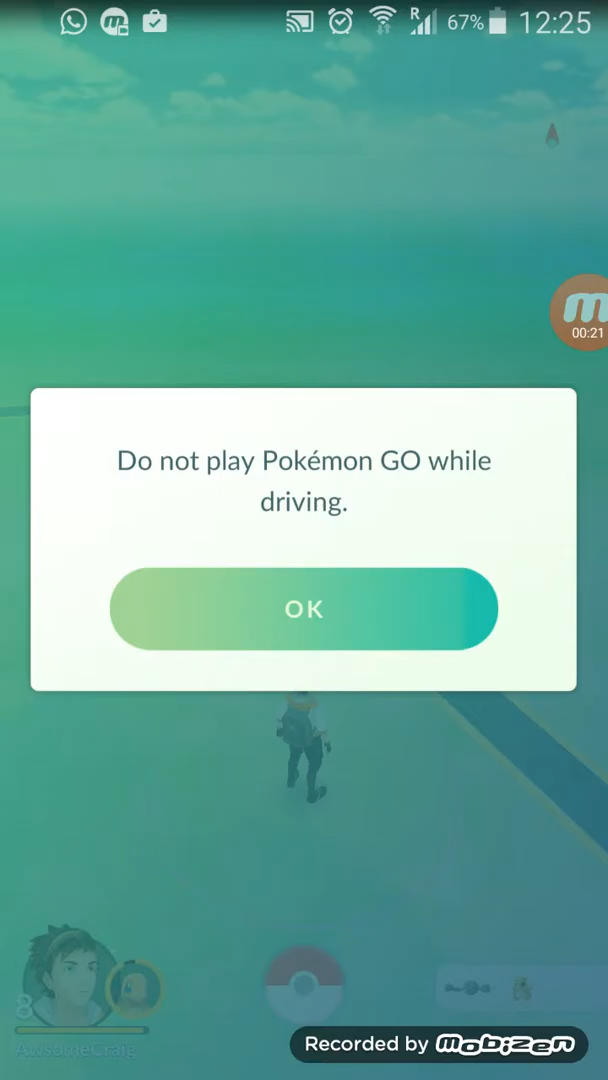 R 67% 12:25
m
00:21
Do not play Pokémon GO while
driving.
OK
8
AwsomeCraig
Recorded by mobizen